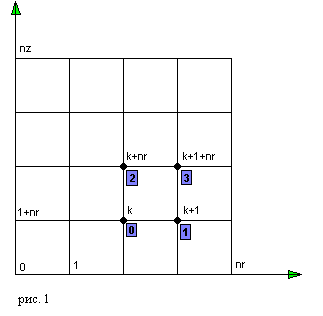 nz
k+nr k+1+nr
2 3
1+nr k k+1
0 1
0 1 nr
рис. 1